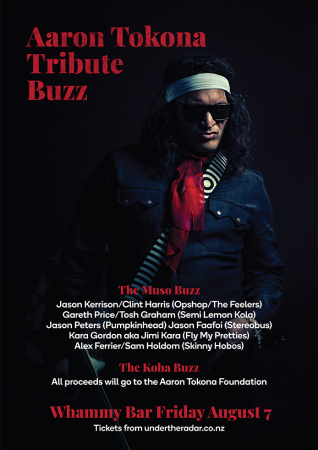 Aaron Tokona
Tribute
Buzz
The Muso Buzz
Jason Kerrison/Clint Harris (Opshop/The Feelers)
Gareth Price/Tosh Graham (Semi Lemon Kola)
Jason Peters (Pumpkinhead) Jason Faafoi (Stereobus)
Kara Gordon aka Jimi Kara (Fly My Pretties)
Alex Ferrier/Sam Holdom (Skinny Hobos)
The Koha Buzz
All proceeds will go to the Aaron Tokona Foundation
Whammy Bar Friday August 7
Tickets from undertheradar.co.nz